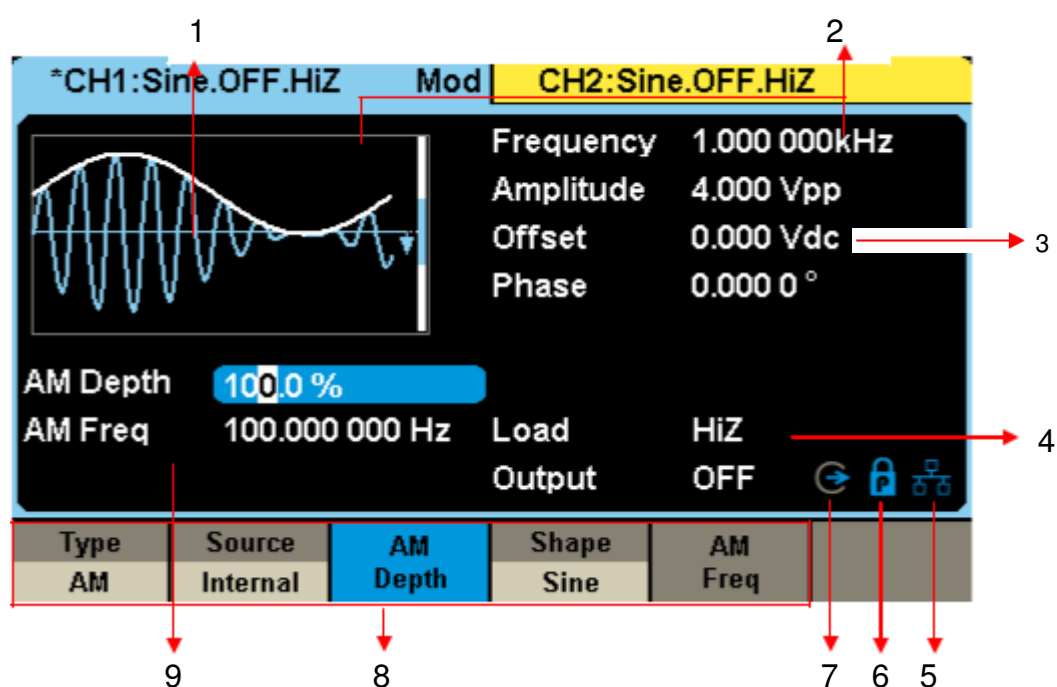 1 2
*CH1:Sine.OFF.HiZ Mod CH2:Sine.OFF.HiZ
Frequency 1.000 000kHz
Amplitude 4.000 Vpp
Offset 0.000 Vdc 3
Phase 0.000 0 °
AM Depth 100.0 %
AM Freq 100.000 000 Hz Load HiZ 4
Output OFF P
Type Source AM Shape AM
AM Internal Depth Sine Freq
9 8 7 6 5